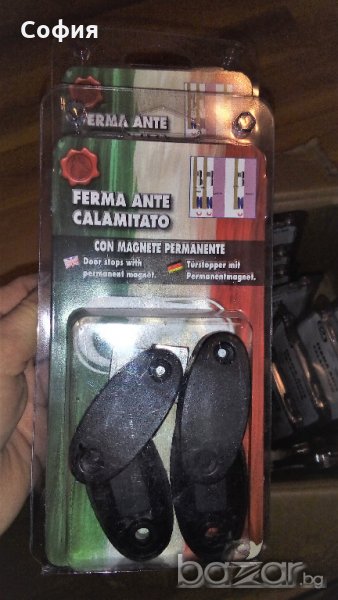 София
FERMA ANTE
FERMA ANTE
CALAMITATO
CON MAGNETE PERMANENTE
Door stops with
permanent magnet.
Türstopper mit
Permanentmagnet.
bazar.bg